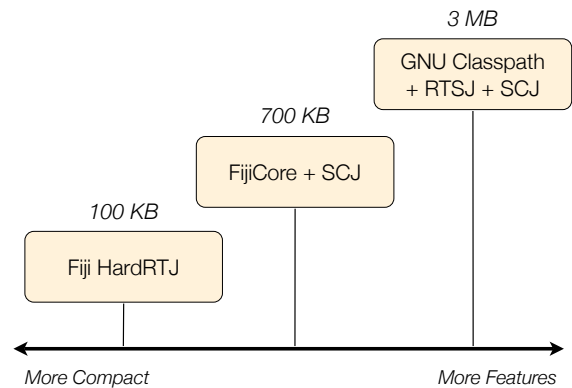 3 MB
GNU Classpath
+ RTSJ + SCJ
700 KB
FijiCore + SCJ
100 KB
Fiji HardRTJ
More Compact
More Features